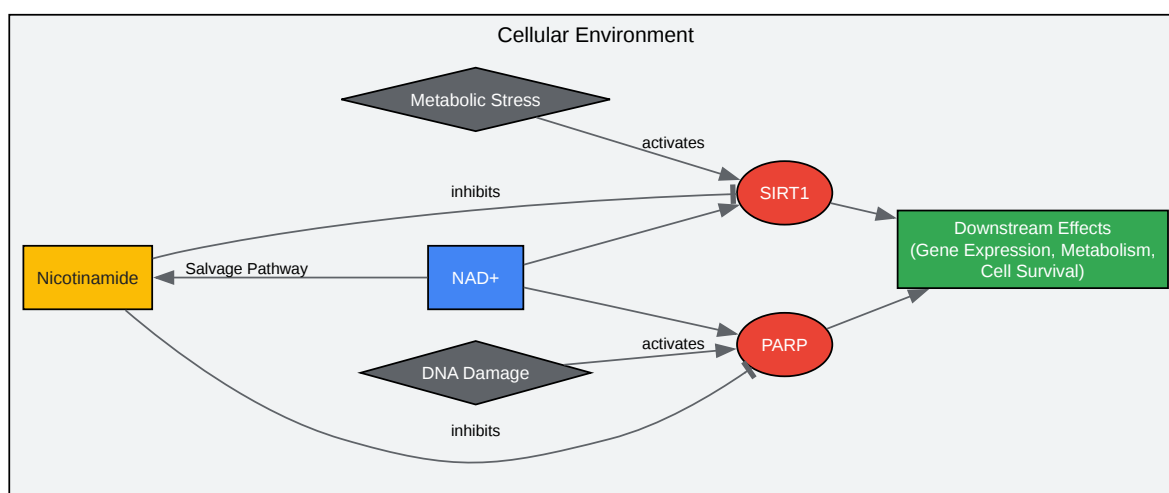 Cellular Environment
Metabolic Stress
activates
inhibits
SIRT1
Downstream Effects
(Gene Expression, Metabolism,
Cell Survival)
Nicotinamide
Salvage Pathway
NAD+
activates
PARP
DNA Damage
inhibits